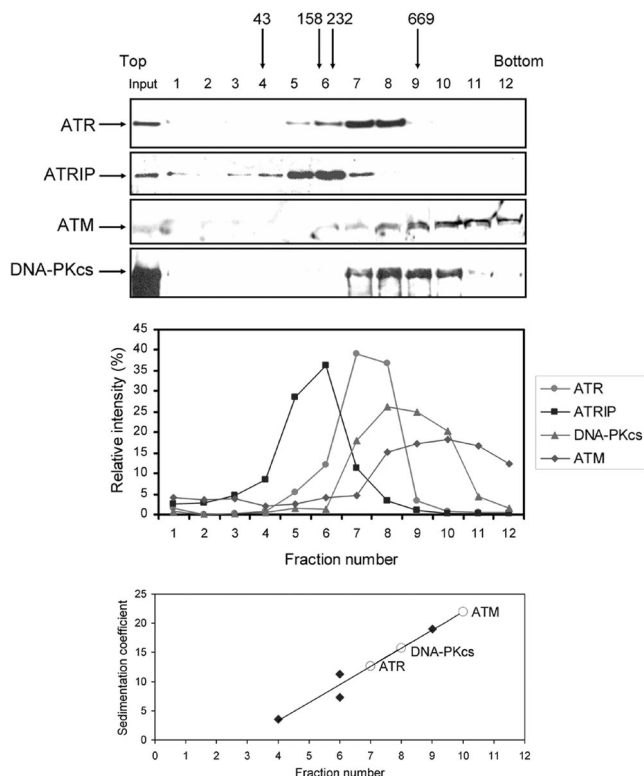 43 158 232 669
Top Bottom
Input 1 2 3 4 5 6 7 8 9 10 11 12
ATR
ATRIP
ATM
DNA-PKcs
45
40
35
30
25
20
15
10
5
0
Relative intensity (%)
1 2 3 4 5 6 7 8 9 10 11 12
Fraction number
ATR
ATRIP
DNA-PKcs
ATM
25
20
15
10
5
0
Sedimentation coefficient
ATM
DNA-PKcs
ATR
0 1 2 3 4 5 6 7 8 9 10 11 12
Fraction number